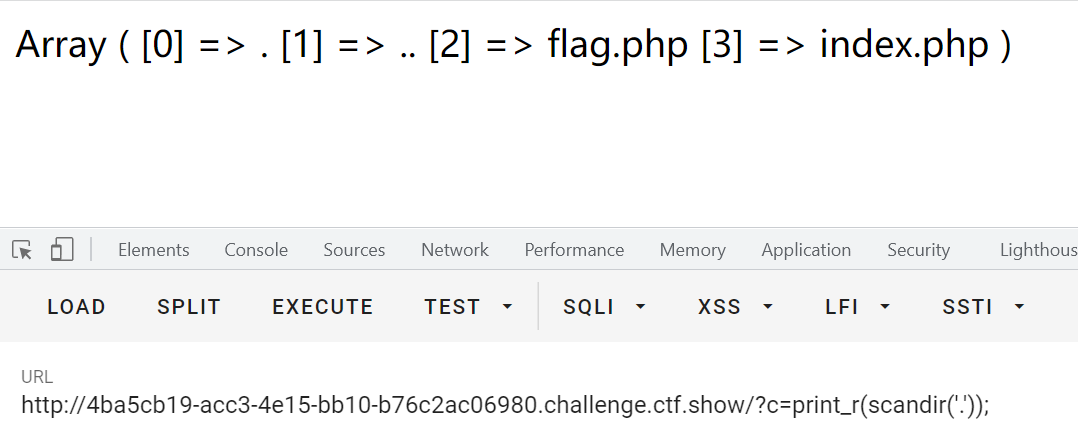 Array ( [0] => . [1] => .. [2] => flag.php [3] => index.php )
Elements Console Sources Network Performance Memory Application Security Lighthous
LOAD SPLIT EXECUTE TEST SQLI XSS LFI SSTI
URL
http://4ba5cb19-acc3-4e15-bb10-b76c2ac06980.challenge.ctf.show/?c=print_r(scandir('.'));